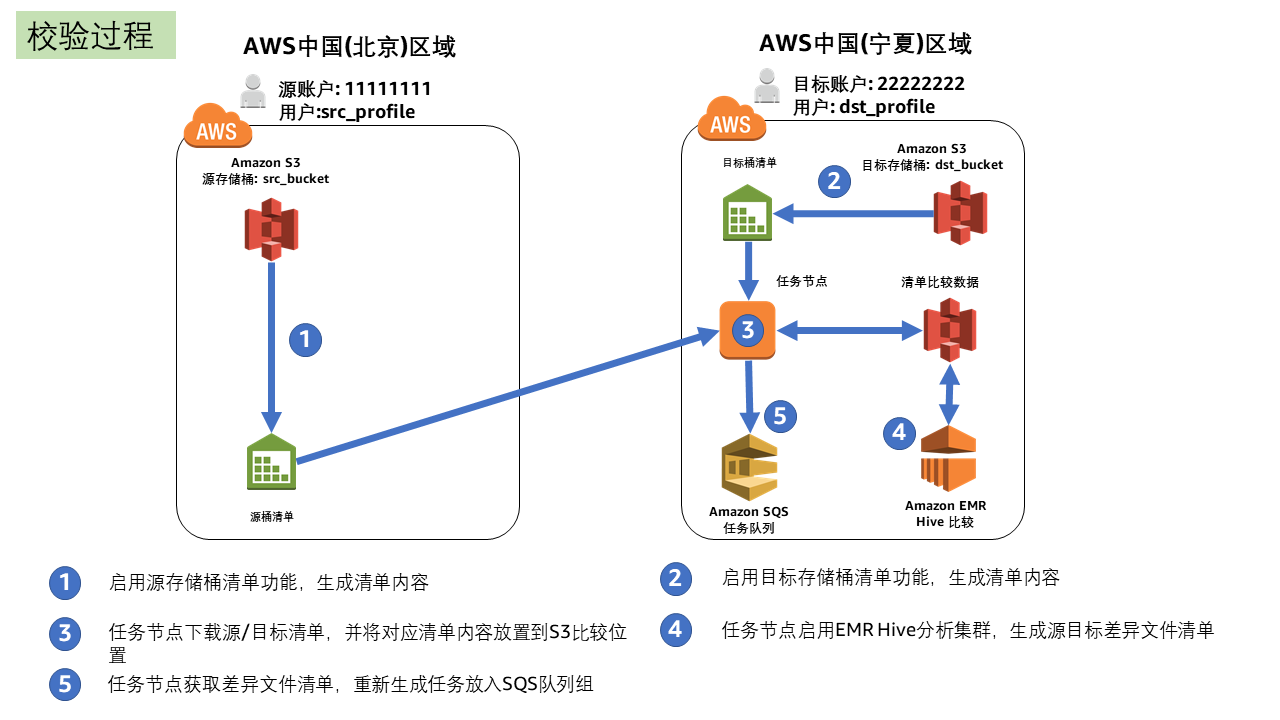 校验过程
AWS中国(北京)区域
源账户: 11111111
用户:src_profile
AWS
Amazon S3
源存储桶: src_bucket
1
源桶清单
AWS中国(宁夏)区域
目标账户: 22222222
用户: dst_profile
AWS
目标桶清单
2
Amazon S3
目标存储桶: dst_bucket
任务节点
3
清单比较数据
5
4
Amazon SQS
任务队列
Amazon EMR
Hive 比较
1 启用源存储桶清单功能，生成清单内容
2 启用目标存储桶清单功能，生成清单内容
3 任务节点下载源/目标清单，并将对应清单内容放置到S3比较位
置
4 任务节点启用EMR Hive分析集群，生成源目标差异文件清单
5 任务节点获取差异文件清单，重新生成任务放入SQS队列组